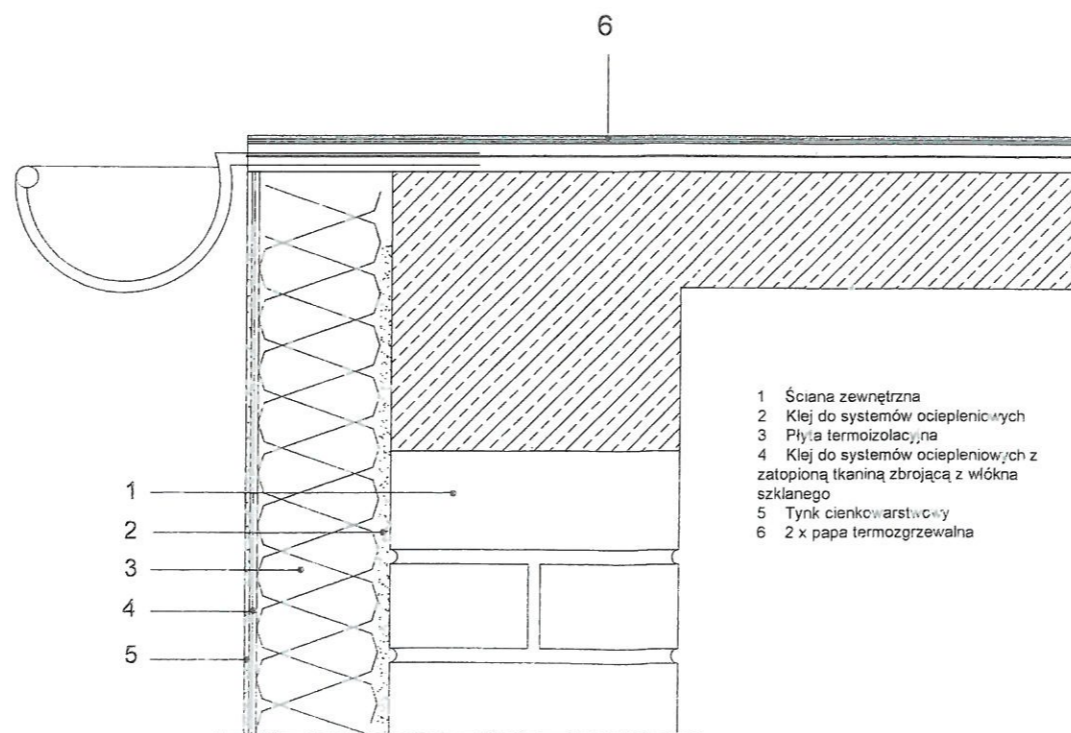 6
1 Ściana zewnętrzna
2 Klej do systemów ociepleniowych
3 Płyta termoizolacyjna
4 Klej do systemów ociepleniowych z
zatopioną tkaniną zbrojącą z włókna
szklanego
5 Tynk cienkowarstwowy
6 2 x papa termozgrzewalna
1
2
3
4
5